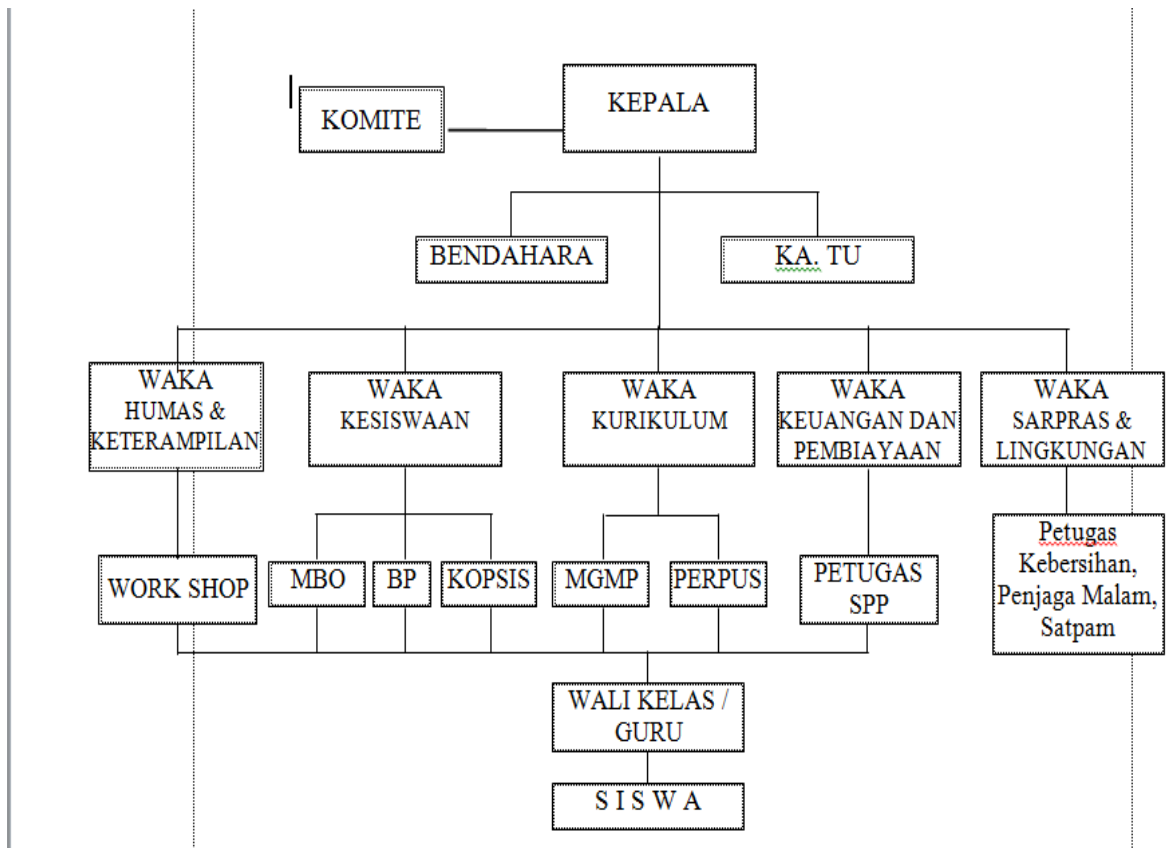 KOMITE
KEPALA
BENDAHARA
KA. TU
WAKA
HUMAS &
KETERAMPILAN
WAKA
KESISWAAN
WAKA
KURIKULUM
WAKA
KEUANGAN DAN
PEMBIAYAAN
WAKA
SARPRAS &
LINGKUNGAN
WORK SHOP
MBO
BP
KOPSIS
MGMP
PERPUS
PETUGAS
SPP
Petugas
Kebersihan,
Penjaga Malam,
Satpam
WALI KELAS /
GURU
S I S W A